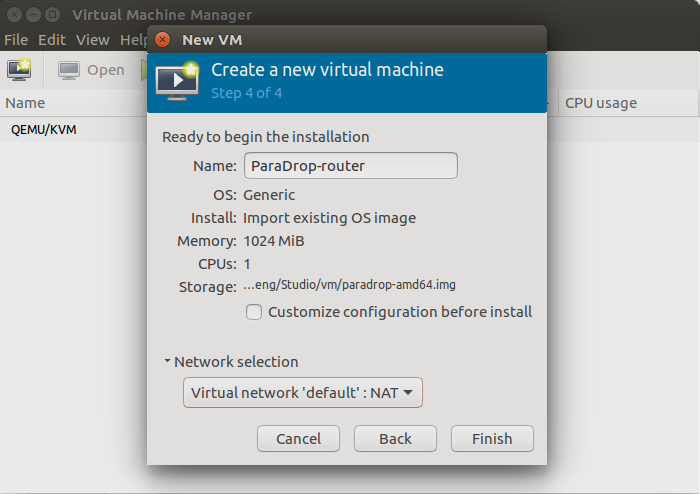 Virtual Machine Manager
File Edit View Help
New VM
Create a new virtual machine
Step 4 of 4
Open
Name CPU usage
QEMU/KVM
Ready to begin the installation
Name: ParaDrop-router
OS: Generic
Install: Import existing OS image
Memory: 1024 MiB
CPUs: 1
Storage: ...eng/Studio/vm/paradrop-amd64.img
Customize configuration before install
Network selection
Virtual network 'default' : NAT
Cancel Back Finish